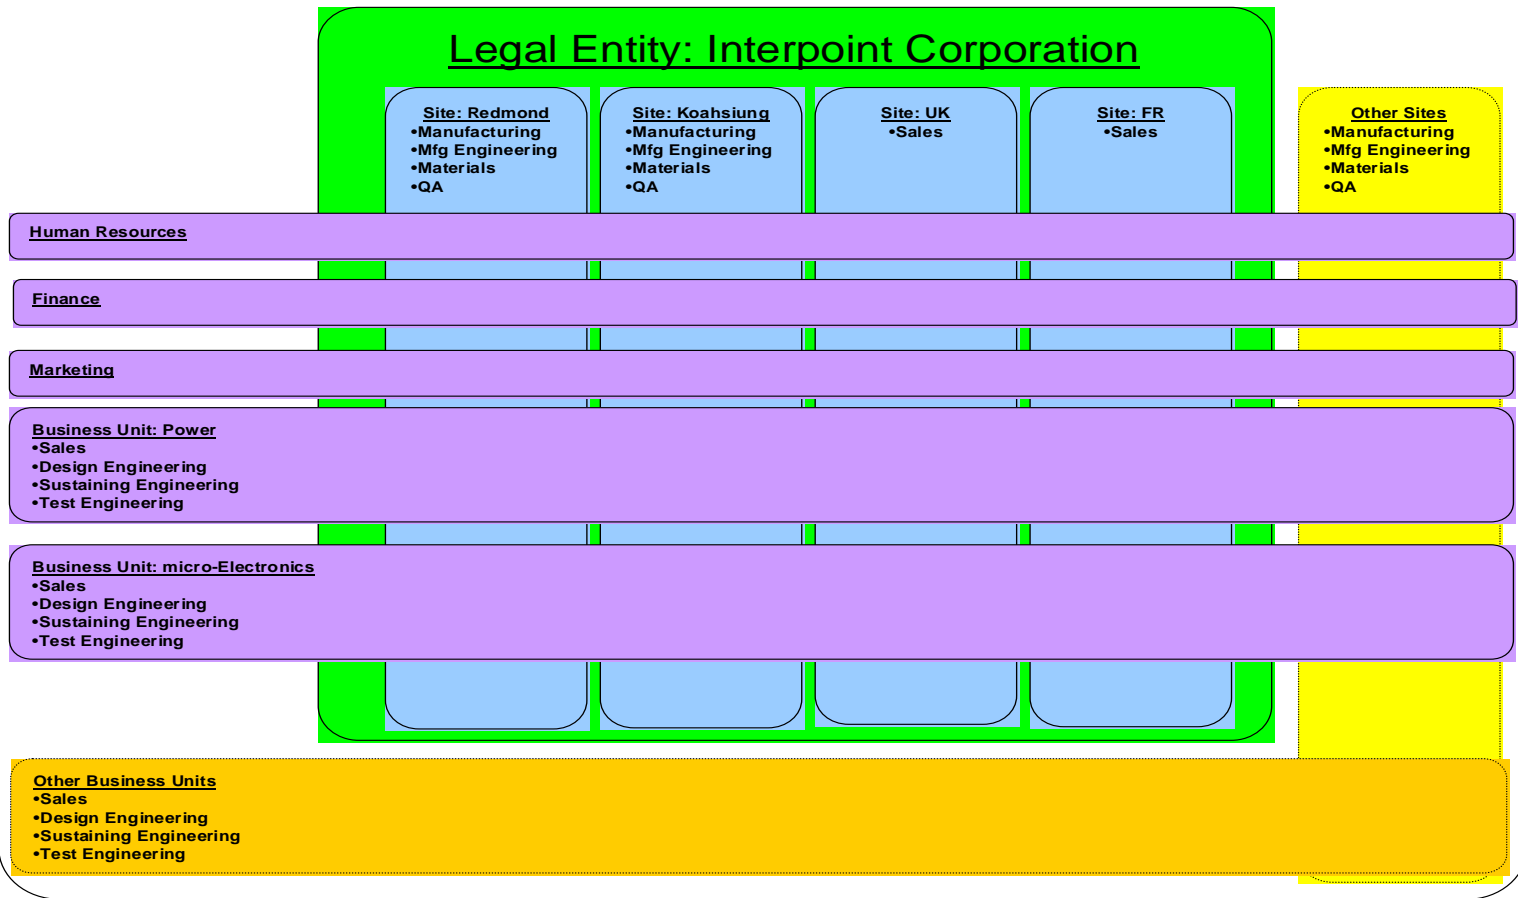 Legal Entity: Interpoint Corporation
Site: Redmond
•Manufacturing
•Mfg Engineering
•Materials
•QA
Site: Koahsiung
•Manufacturing
•Mfg Engineering
•Materials
•QA
Site: UK
•Sales
Site: FR
•Sales
Other Sites
•Manufacturing
•Mfg Engineering
•Materials
•QA
Human Resources
Finance
Marketing
Business Unit: Power
•Sales
•Design Engineering
•Sustaining Engineering
•Test Engineering
Business Unit: micro-Electronics
•Sales
•Design Engineering
•Sustaining Engineering
•Test Engineering
Other Business Units
•Sales
•Design Engineering
•Sustaining Engineering
•Test Engineering